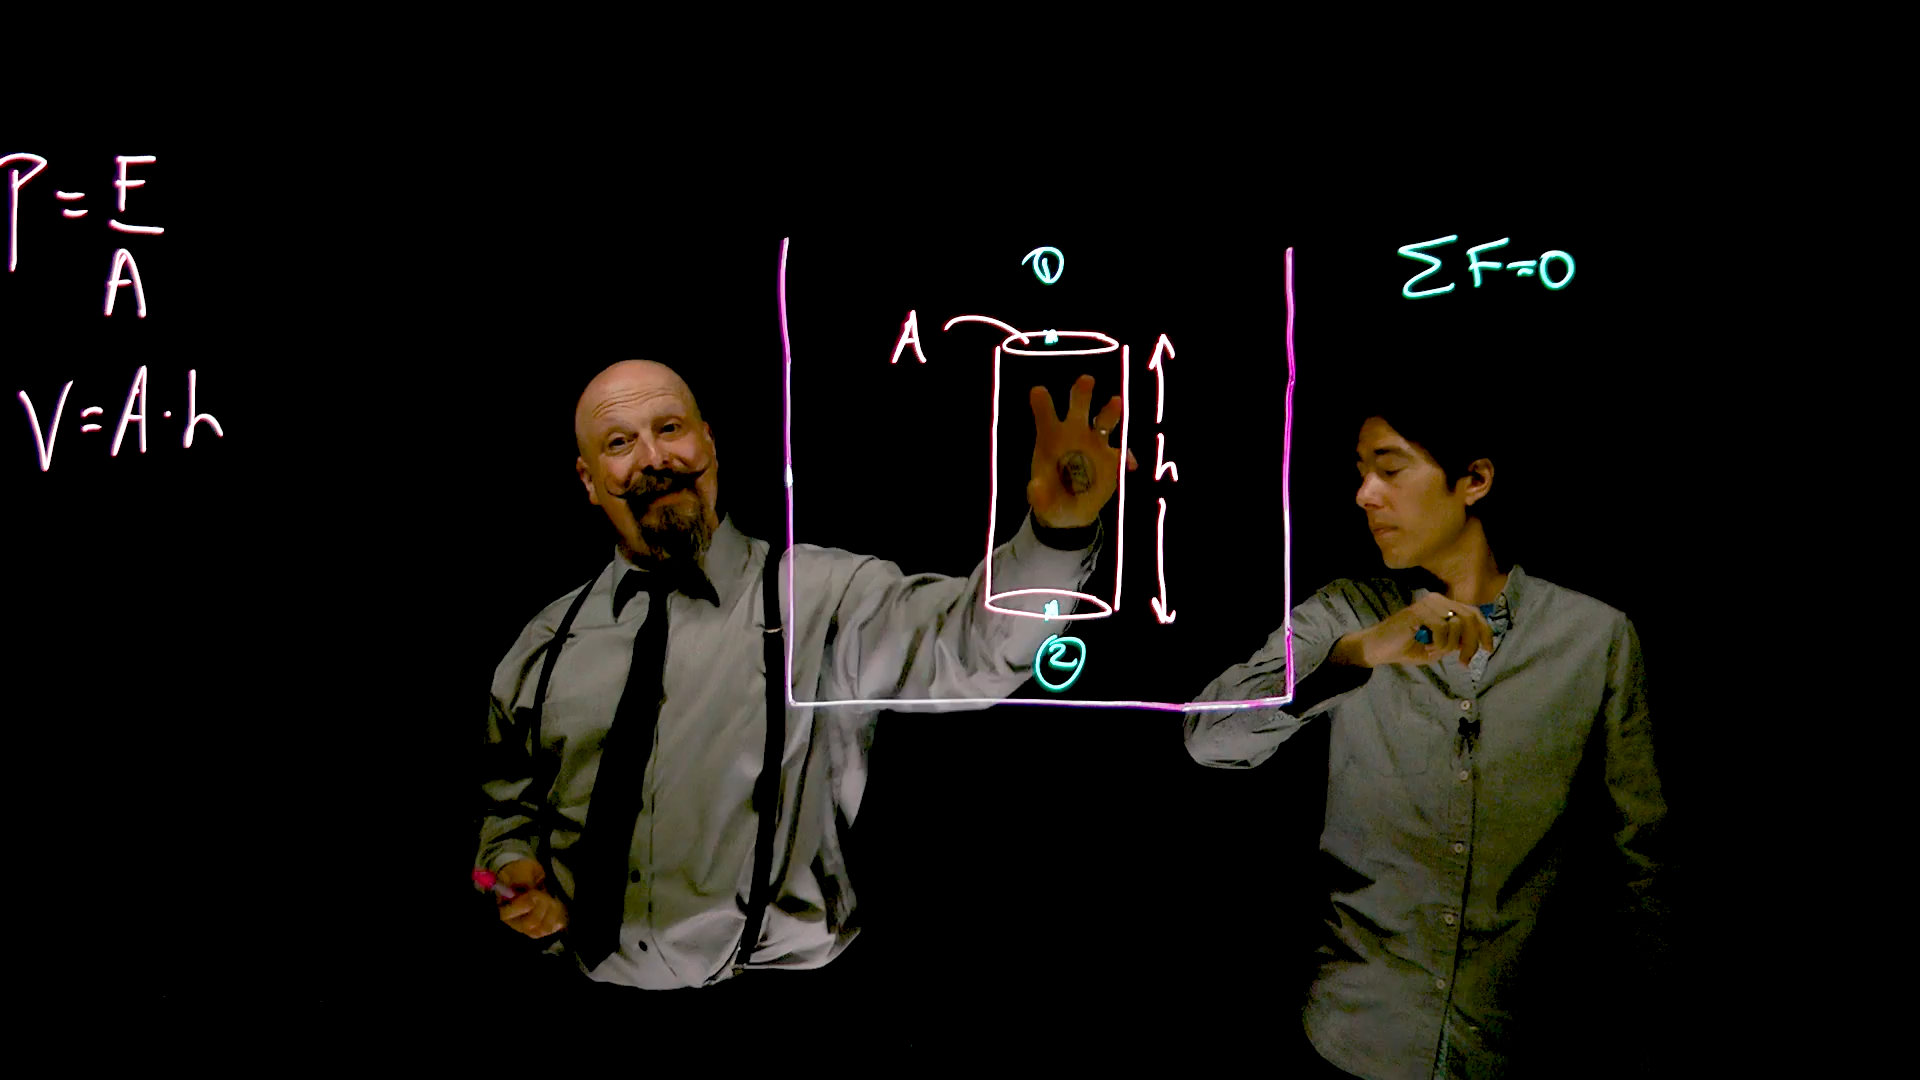 P = F/A
V = A · h
①
A
h
②
ΣF=0